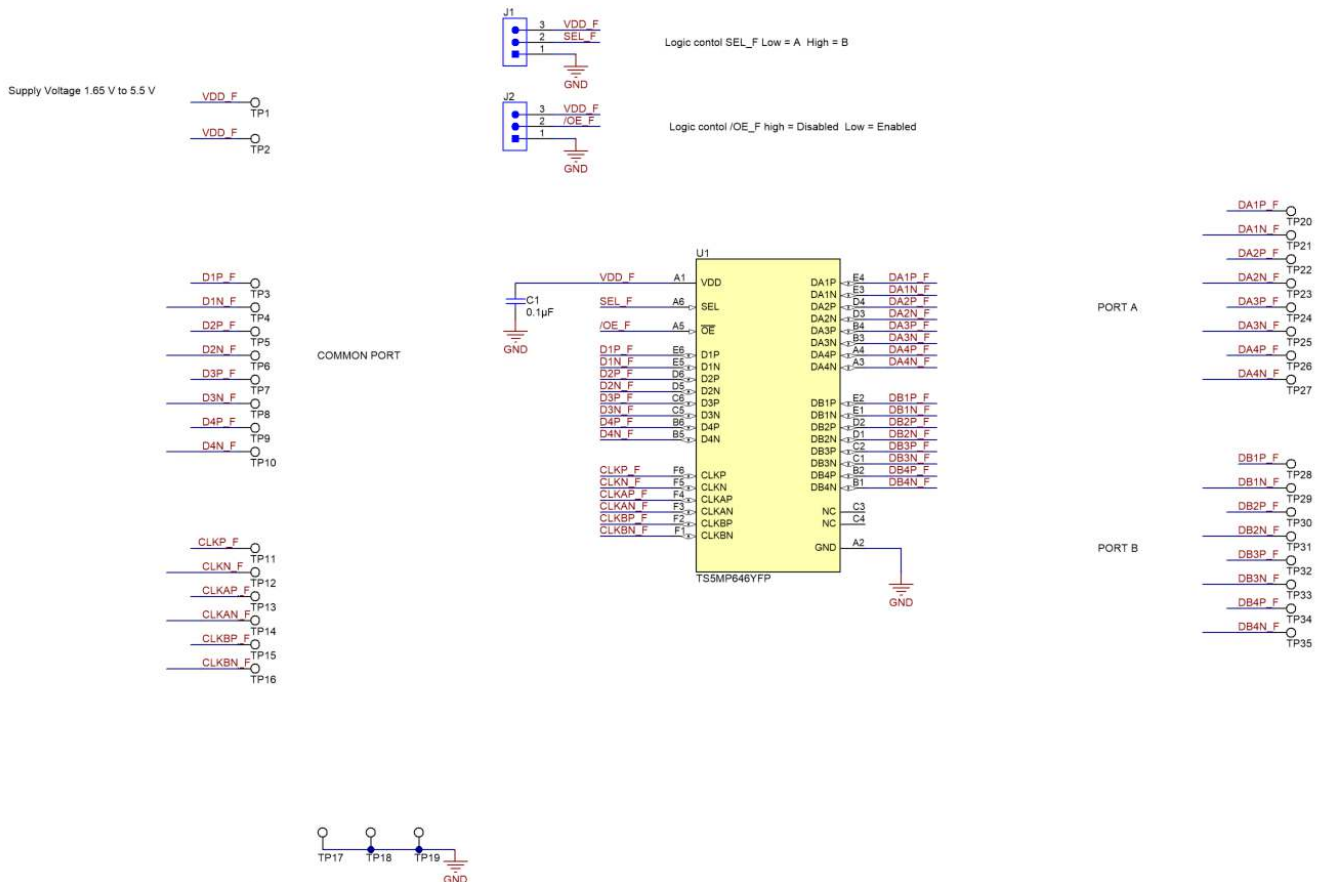 J1
3 VDD_F
2 SEL_F
1
GND
Logic contol SEL_F Low = A High = B
Supply Voltage 1.65 V to 5.5 V
VDD_F
TP1
VDD_F
TP2
J2
3 VDD_F
2 /OE_F
1
GND
Logic contol /OE_F high = Disabled Low = Enabled
D1P_F
TP3
D1N_F
TP4
D2P_F
TP5
D2N_F
TP6
D3P_F
TP7
D3N_F
TP8
D4P_F
TP9
D4N_F
TP10
COMMON PORT
CLKP_F
TP11
CLKN_F
TP12
CLKAP_F
TP13
CLKAN_F
TP14
CLKBP_F
TP15
CLKBN_F
TP16
C1
0.1µF
GND
U1
VDD_F A1 VDD
SEL_F A6 SEL
/OE_F A5 OE
D1P_F E6 D1P
D1N_F E5 D1N
D2P_F D6 D2P
D2N_F D5 D2N
D3P_F C6 D3P
D3N_F C5 D3N
D4P_F B6 D4P
D4N_F B5 D4N
CLKP_F F6 CLKP
CLKN_F F5 CLKN
CLKAP_F F4 CLKAP
CLKAN_F F3 CLKAN
CLKBP_F F2 CLKBP
CLKBN_F F1 CLKBN
DA1P E4 DA1P_F
DA1N E3 DA1N_F
DA2P D4 DA2P_F
DA2N D3 DA2N_F
DA3P B4 DA3P_F
DA3N B3 DA3N_F
DA4P A4 DA4P_F
DA4N A3 DA4N_F
DB1P E2 DB1P_F
DB1N E1 DB1N_F
DB2P D2 DB2P_F
DB2N D1 DB2N_F
DB3P C2 DB3P_F
DB3N C1 DB3N_F
DB4P B2 DB4P_F
DB4N B1 DB4N_F
NC C3
NC C4
GND A2
GND
TS5MP646YFP
PORT A
DA1P_F
TP20
DA1N_F
TP21
DA2P_F
TP22
DA2N_F
TP23
DA3P_F
TP24
DA3N_F
TP25
DA4P_F
TP26
DA4N_F
TP27
PORT B
DB1P_F
TP28
DB1N_F
TP29
DB2P_F
TP30
DB2N_F
TP31
DB3P_F
TP32
DB3N_F
TP33
DB4P_F
TP34
DB4N_F
TP35
TP17 TP18 TP19
GND